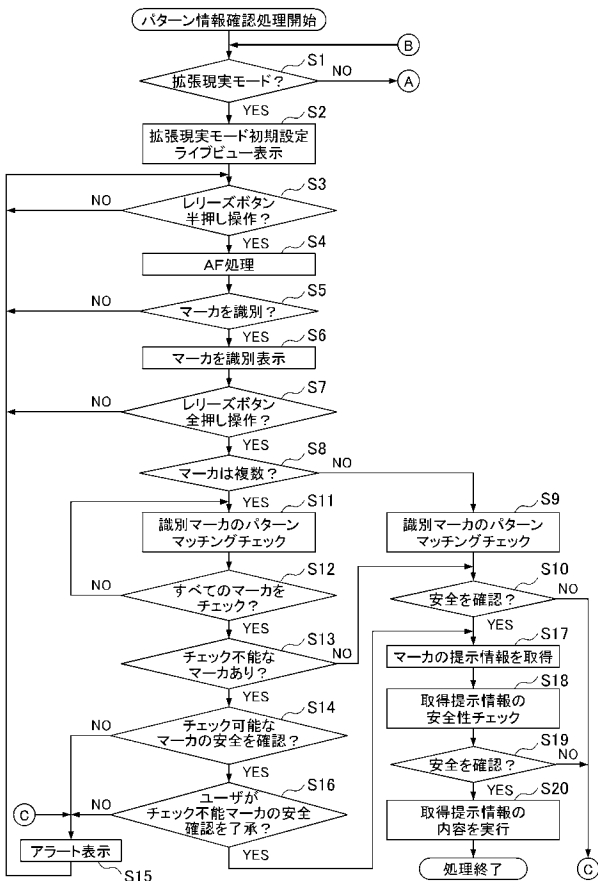 パターン情報確認処理開始
B
S1
拡張現実モード?
NO
A
YES
S2
拡張現実モード初期設定
ライブビュー表示
S3
NO
レリーズボタン
半押し操作?
YES
S4
AF処理
S5
NO
マーカを識別?
YES
S6
マーカを識別表示
S7
NO
レリーズボタン
全押し操作?
YES
S8
マーカは複数?
NO
YES
S11
識別マーカのパターン
マッチングチェック
S12
NO
すべてのマーカを
チェック?
YES
S13
チェック不能な
マーカあり?
NO
YES
S14
NO
チェック可能な
マーカの安全を確認?
YES
S16
C
NO
ユーザが
チェック不能マーカの安全
確認を了承?
YES
アラート表示
S15
S9
識別マーカのパターン
マッチングチェック
S10
安全を確認?
NO
YES
S17
マーカの提示情報を取得
S18
取得提示情報の
安全性チェック
S19
安全を確認?
NO
YES
S20
取得提示情報の
内容を実行
処理終了
C